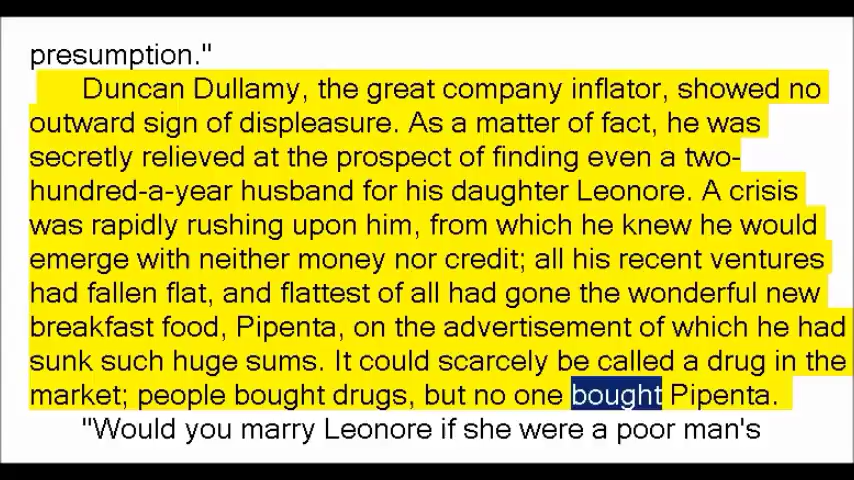 presumption."
Duncan Dullamy, the great company inflator, showed no
outward sign of displeasure. As a matter of fact, he was
secretly relieved at the prospect of finding even a two-
hundred-a-year husband for his daughter Leonore. A crisis
was rapidly rushing upon him, from which he knew he would
emerge with neither money nor credit; all his recent ventures
had fallen flat, and flattest of all had gone the wonderful new
breakfast food, Pipenta, on the advertisement of which he had
sunk such huge sums. It could scarcely be called a drug in the
market; people bought drugs, but no one bought Pipenta.
"Would you marry Leonore if she were a poor man's